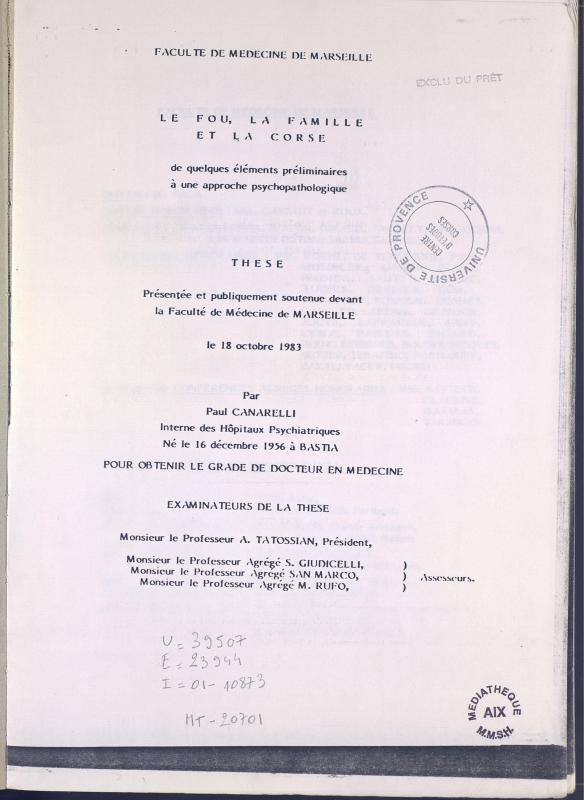 FACULTE DE MEDECINE DE MARSEILLE
EXCLU DU PRÊT
LE FOU, LA FAMILLE
ET LA CORSE
de quelques éléments préliminaires
à une approche psychopathologique
UNIVERSITE DE PROVENCE
CENTRE
D'ETUDES
CORSES
THESE
Présentée et publiquement soutenue devant
la Faculté de Médecine de MARSEILLE
le 18 octobre 1983
Par
Paul CANARELLI
Interne des Hôpitaux Psychiatriques
Né le 16 décembre 1956 à BASTIA
POUR OBTENIR LE GRADE DE DOCTEUR EN MEDECINE
EXAMINATEURS DE LA THESE
Monsieur le Professeur A. TATOSSIAN, Président,
Monsieur le Professeur Agrégé S. GIUDICELLI, )
Monsieur le Professeur Agrégé SAN MARCO, ) Assesseurs.
Monsieur le Professeur Agrégé M. RUFO, )
U = 39507
E = 23944
I = 01-10873
MT-20701
MEDIATHEQUE
AIX
M.M.S.H.